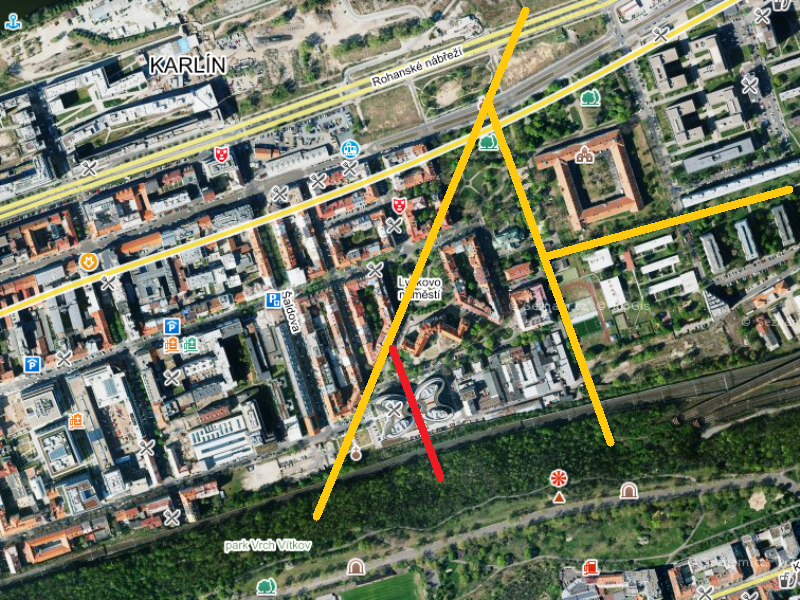 KARLÍN
Rohanské nábřeží
Lyčkovo
náměstí
Šaldova
park Vrch Vítkov